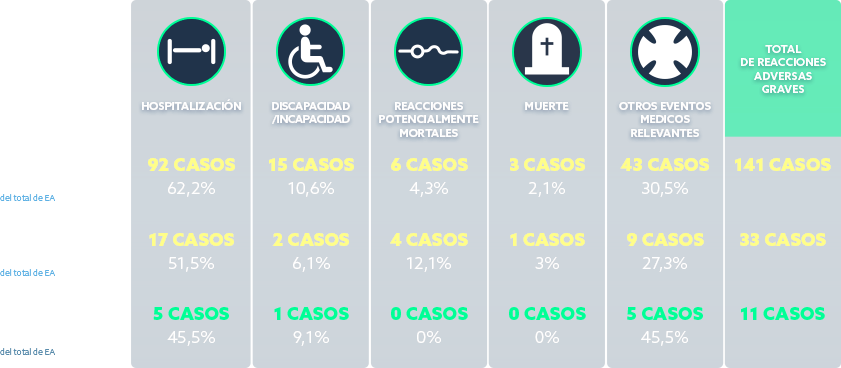 HOSPITALIZACIÓN
DISCAPACIDAD
/INCAPACIDAD
REACCIONES
POTENCIALMENTE
MORTALES
MUERTE
OTROS EVENTOS
MEDICOS
RELEVANTES
TOTAL
DE REACCIONES
ADVERSAS
GRAVES
92 CASOS 15 CASOS 6 CASOS 3 CASOS 43 CASOS 141 CASOS
62,2% 10,6% 4,3% 2,1% 30,5%
del total de EA
17 CASOS 2 CASOS 4 CASOS 1 CASOS 9 CASOS 33 CASOS
51,5% 6,1% 12,1% 3% 27,3%
del total de EA
5 CASOS 1 CASOS 0 CASOS 0 CASOS 5 CASOS 11 CASOS
45,5% 9,1% 0% 0% 45,5%
del total de EA